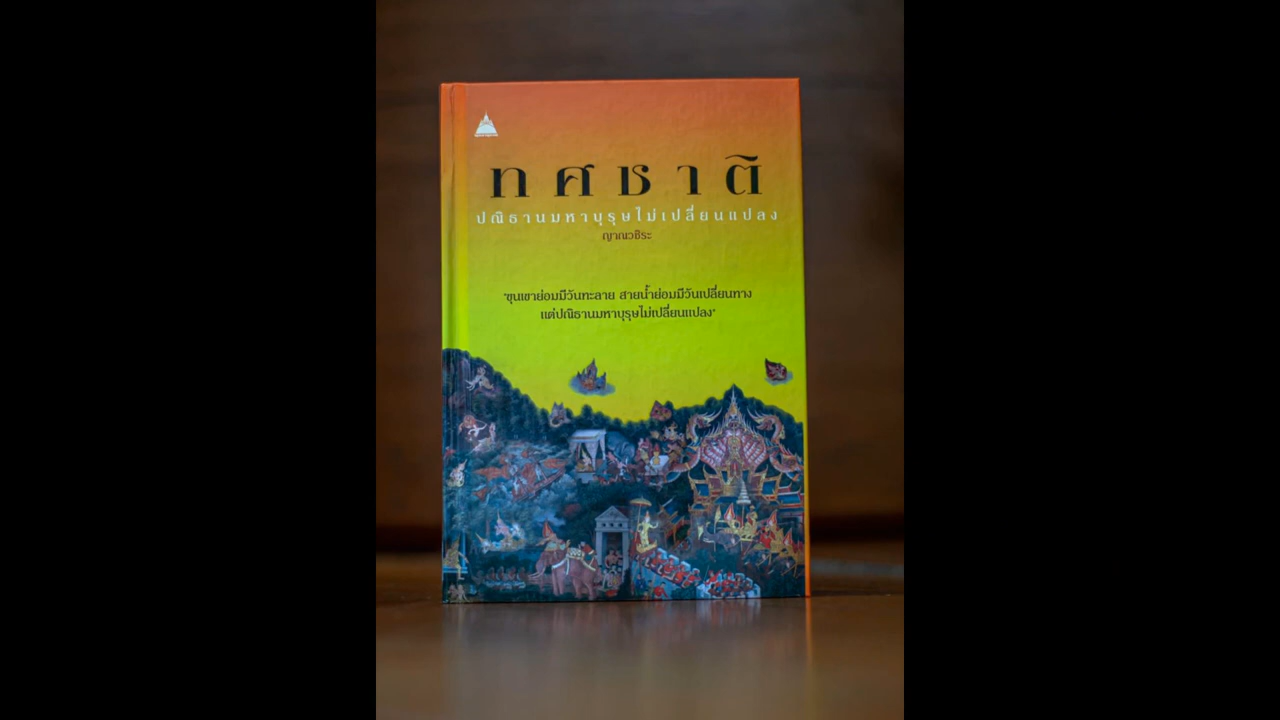 ทศชาติ
ปณิธานมหาบุรุษไม่เปลี่ยนแปลง
ญาณวชิระ
"ขุนเขาย่อมมีวันทะลาย สายน้ำย่อมมีวันเปลี่ยนทาง
แต่ปณิธานมหาบุรุษไม่เปลี่ยนแปลง"